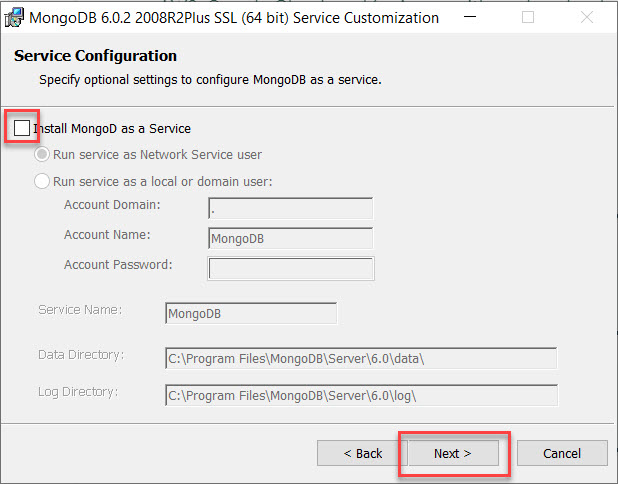 MongoDB 6.0.2 2008R2Plus SSL (64 bit) Service Customization
Service Configuration
Specify optional settings to configure MongoDB as a service.
Install MongoD as a Service
Run service as Network Service user
Run service as a local or domain user:
Account Domain: .
Account Name: MongoDB
Account Password:
Service Name: MongoDB
Data Directory: C:\Program Files\MongoDB\Server\6.0\data\
Log Directory: C:\Program Files\MongoDB\Server\6.0\log\
< Back Next > Cancel